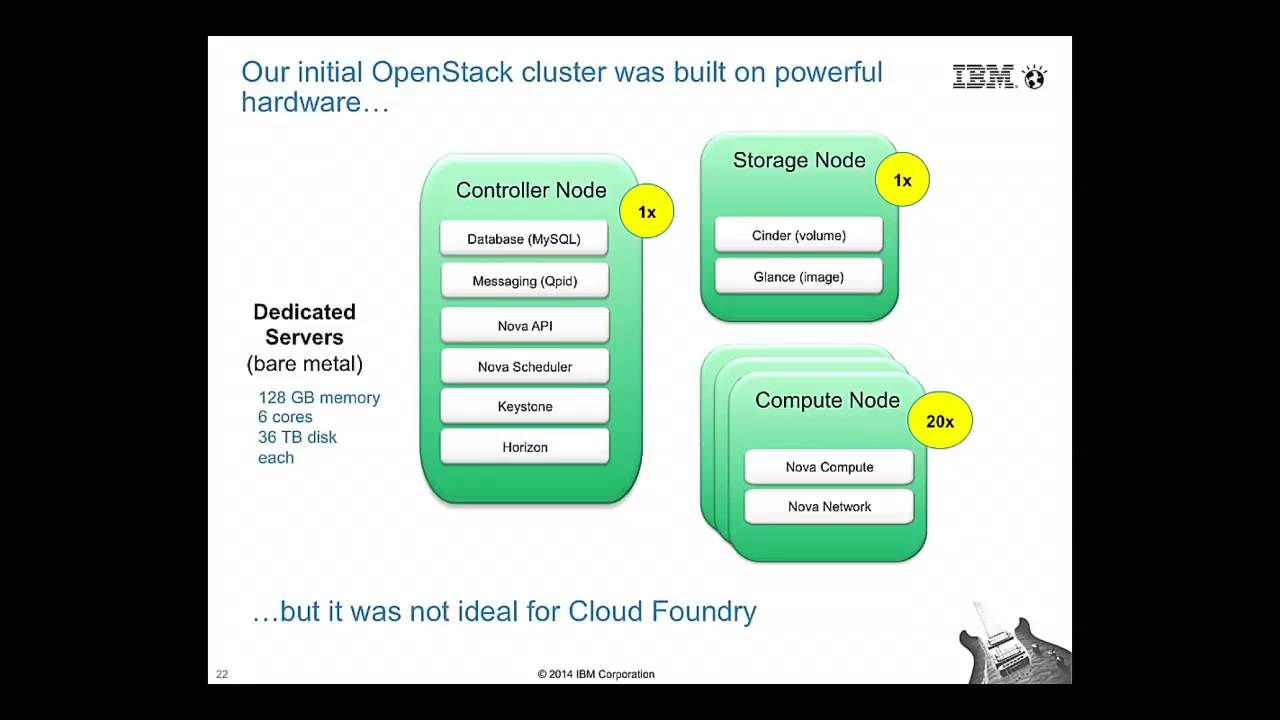 Our initial OpenStack cluster was built on powerful
hardware…
IBM.
Controller Node
1x
Database (MySQL)
Messaging (Qpid)
Nova API
Nova Scheduler
Keystone
Horizon
Storage Node
1x
Cinder (volume)
Glance (image)
Dedicated
Servers
(bare metal)
128 GB memory
6 cores
36 TB disk
each
Compute Node
20x
Nova Compute
Nova Network
…but it was not ideal for Cloud Foundry
22
© 2014 IBM Corporation